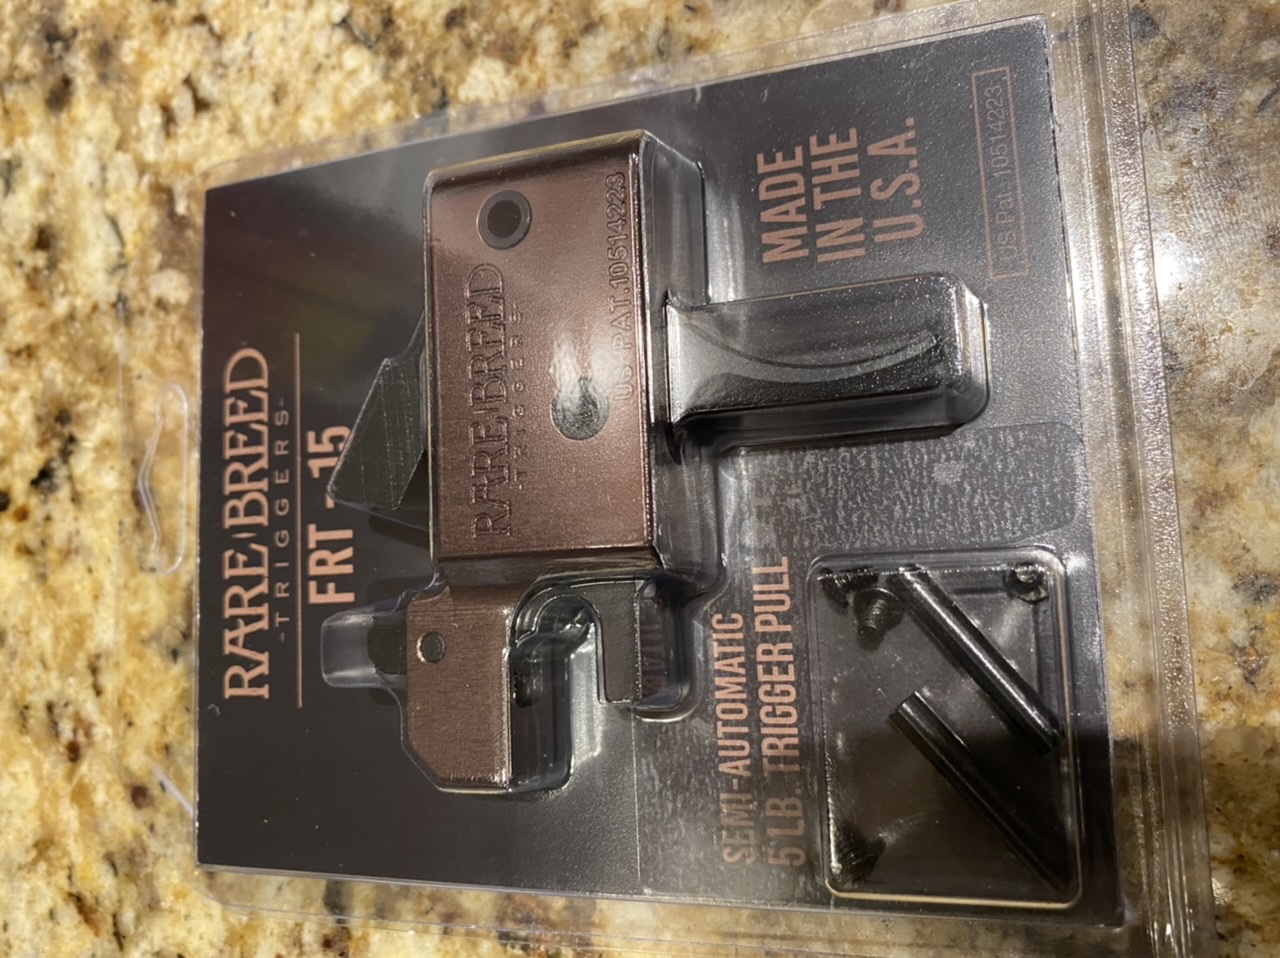 RARE BREED
-TRIGGERS-
FRT-15
RARE BREED
TRIGGERS
US PAT.10514223
SEMI-AUTOMATIC
5 LB. TRIGGER PULL
MADE
IN THE
U.S.A.
US Pat. 10514223